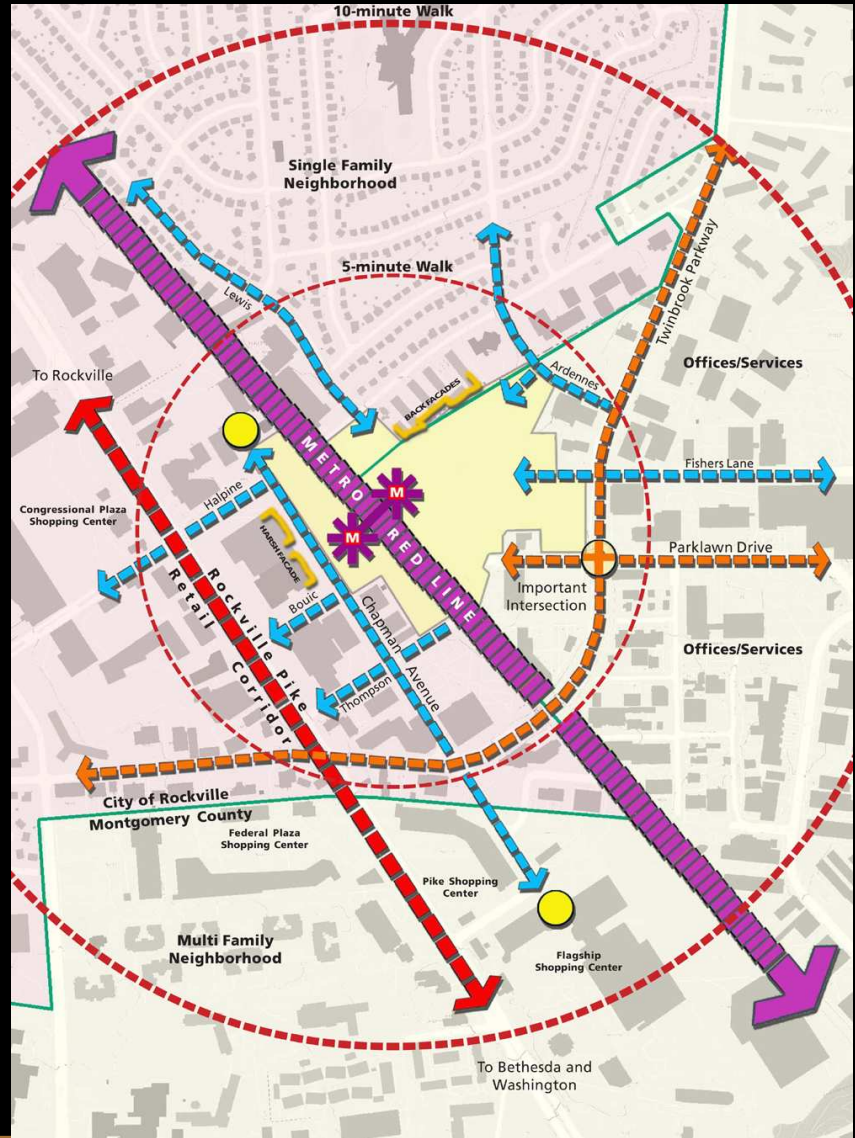 10-minute Walk
Single Family
Neighborhood
5-minute Walk
Lewis
Twinbrook Parkway
To Rockville
BACK FACADES
Ardennes
Offices/Services
METRO RED LINE
M
M
Fishers Lane
Halpine
Congressional Plaza
Shopping Center
HARSH FACADE
Parklawn Drive
Important
Intersection
Rockville Pike
Retail Corridor
Bouic
Chapman Avenue
Thompson
Offices/Services
City of Rockville
Montgomery County
Federal Plaza
Shopping Center
Pike Shopping
Center
Multi Family
Neighborhood
Flagship
Shopping Center
To Bethesda and
Washington